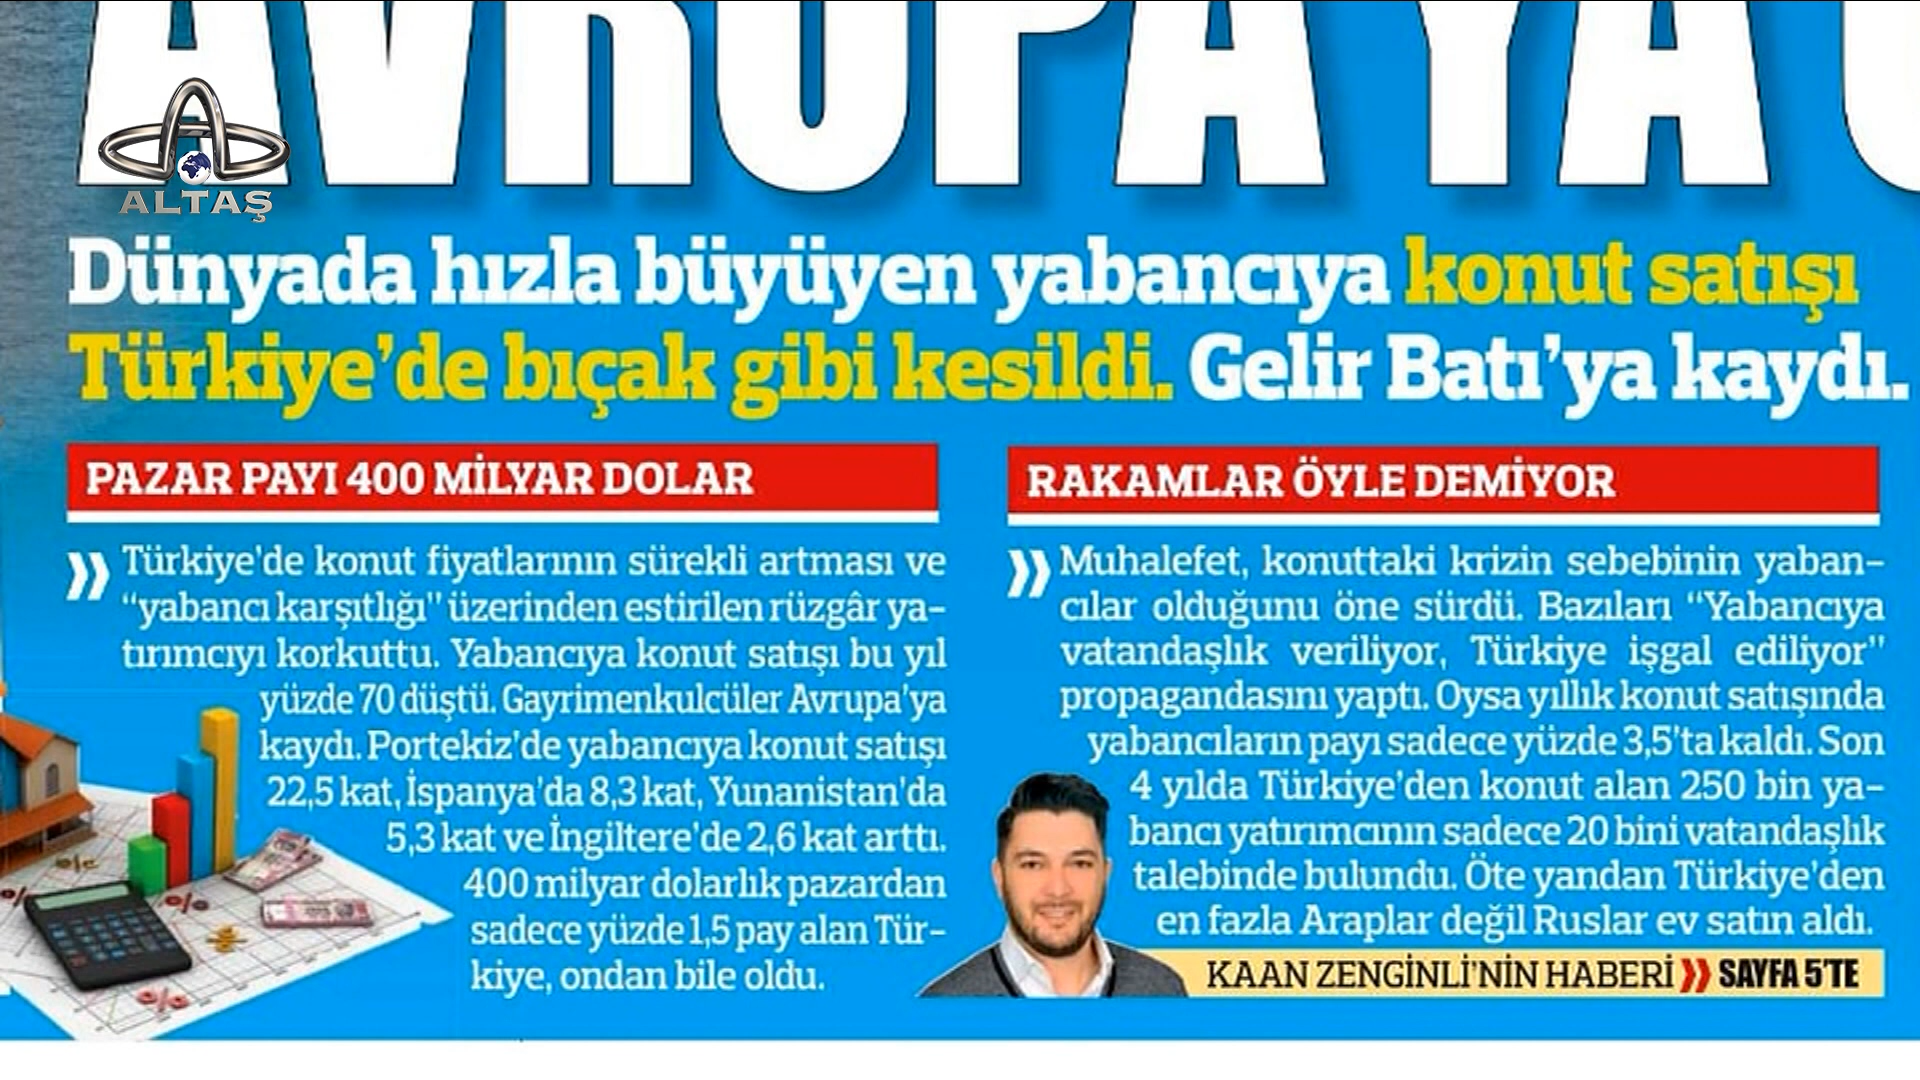 AVRUPA'YA
ALTAŞ
Dünyada hızla büyüyen yabancıya konut satışı
Türkiye'de bıçak gibi kesildi. Gelir Batı'ya kaydı.
PAZAR PAYI 400 MİLYAR DOLAR
Türkiye'de konut fiyatlarının sürekli artması ve
"yabancı karşıtlığı" üzerinden estirilen rüzgâr ya-
tırımcıyı korkuttu. Yabancıya konut satışı bu yıl
yüzde 70 düştü. Gayrimenkulcüler Avrupa'ya
kaydı. Portekiz'de yabancıya konut satışı
22,5 kat, İspanya'da 8,3 kat, Yunanistan'da
5,3 kat ve İngiltere'de 2,6 kat arttı.
400 milyar dolarlık pazardan
sadece yüzde 1,5 pay alan Tür-
kiye, ondan bile oldu.
RAKAMLAR ÖYLE DEMİYOR
Muhalefet, konuttaki krizin sebebinin yaban-
cılar olduğunu öne sürdü. Bazıları "Yabancıya
vatandaşlık veriliyor, Türkiye işgal ediliyor"
propagandasını yaptı. Oysa yıllık konut satışında
yabancıların payı sadece yüzde 3,5'ta kaldı. Son
4 yılda Türkiye'den konut alan 250 bin ya-
bancı yatırımcının sadece 20 bini vatandaşlık
talebinde bulundu. Öte yandan Türkiye'den
en fazla Araplar değil Ruslar ev satın aldı.
KAAN ZENGİNLİ'NİN HABERİ SAYFA 5'TE